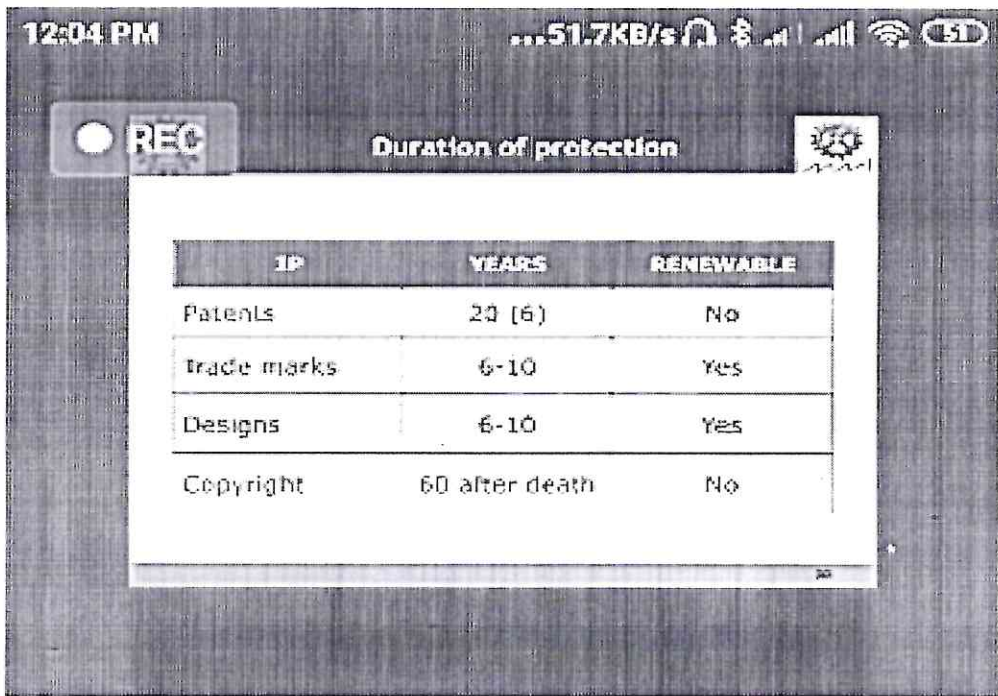 12:04 PM ...51.7KB/s 51
REC
Duration of protection
IP YEARS RENEWABLE
Patents 20 (6) No
Trade marks 6-10 Yes
Designs 6-10 Yes
Copyright 60 after death No